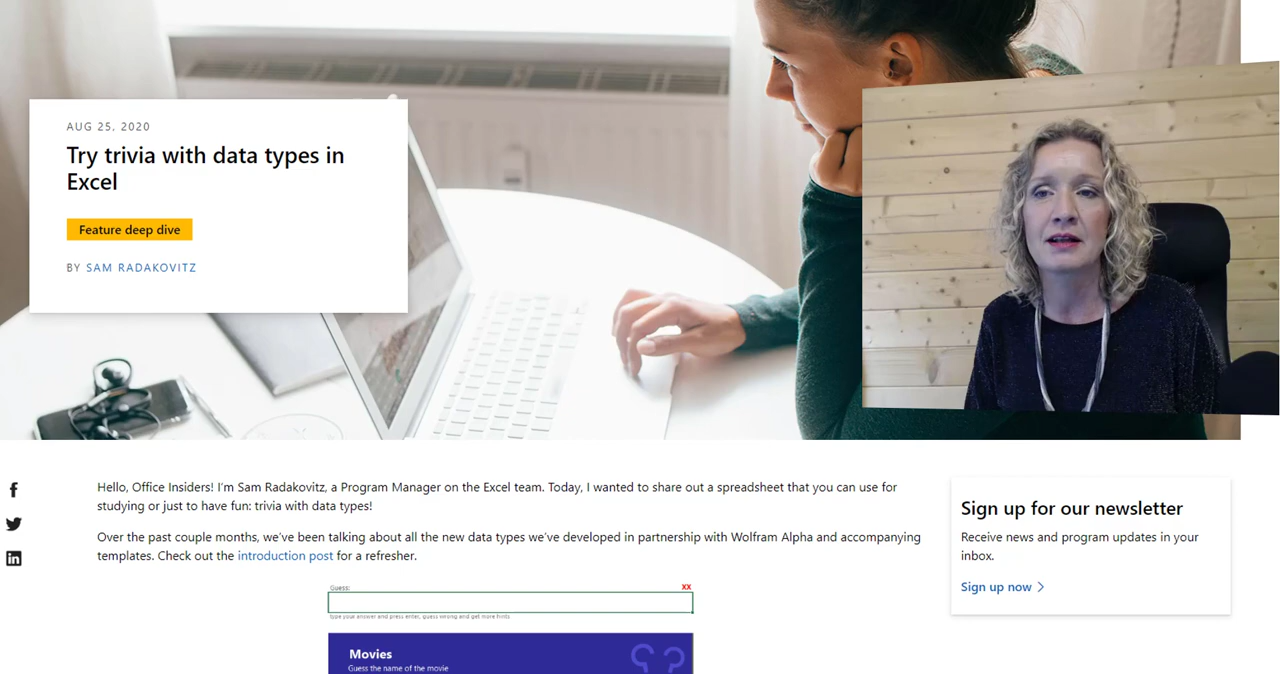 AUG 25, 2020
Try trivia with data types in
Excel
Feature deep dive
BY SAM RADAKOVITZ
Hello, Office Insiders! I’m Sam Radakovitz, a Program Manager on the Excel team. Today, I wanted to share out a spreadsheet that you can use for
studying or just to have fun: trivia with data types!
Over the past couple months, we’ve been talking about all the new data types we’ve developed in partnership with Wolfram Alpha and accompanying
templates. Check out the introduction post for a refresher.
Sign up for our newsletter
Receive news and program updates in your
inbox.
Sign up now
Guess:
XX
type your answer and press enter, guess wrong and get more hints
Movies
Guess the name of the movie